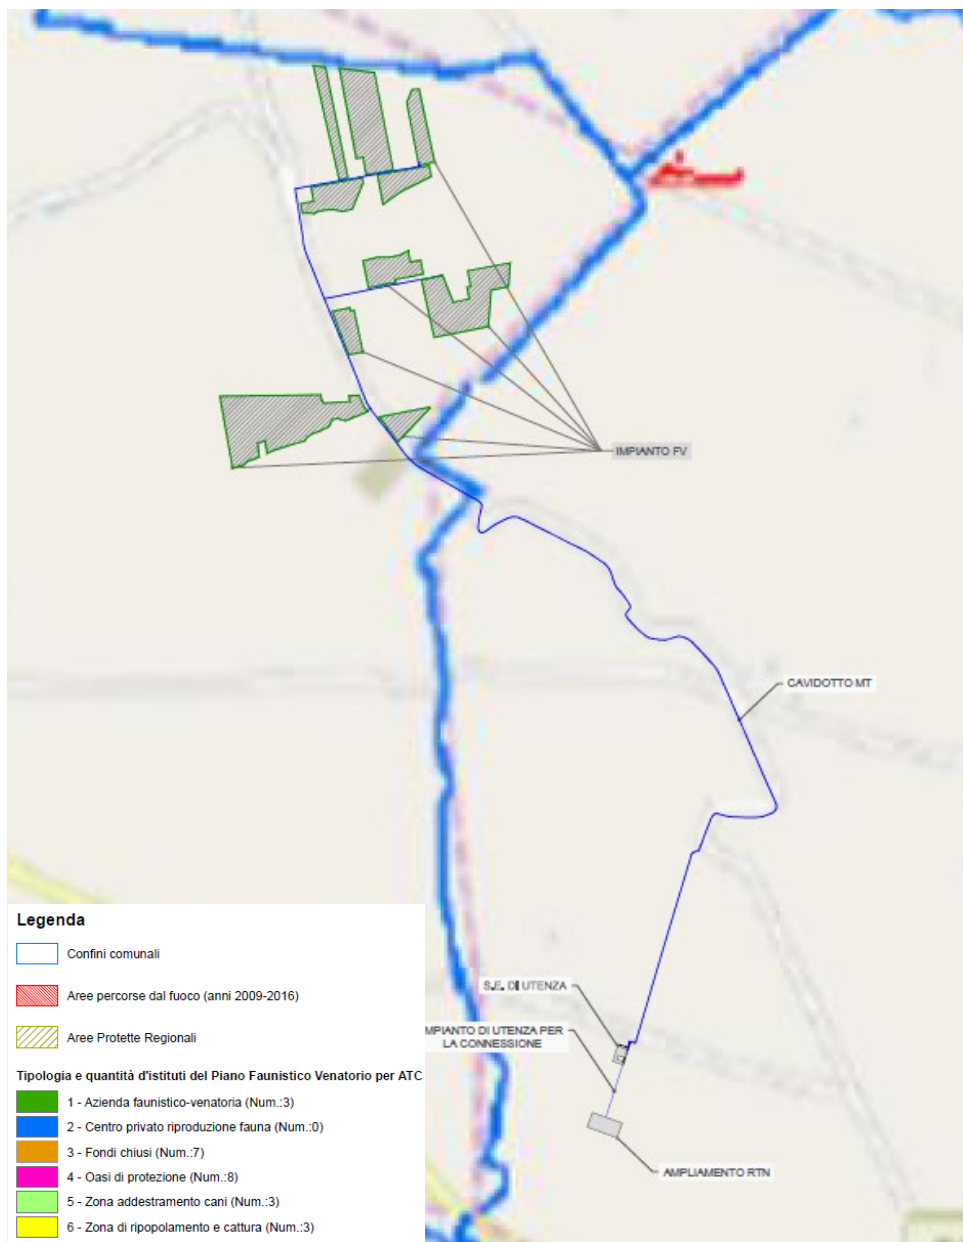 IMPIANTO FV
CAVIDOTTO MT
S.E. DI UTENZA
MPIANTO DI UTENZA PER
LA CONNESSIONE
AMPLIAMENTO RTN
Legenda
Confini comunali
Aree percorse dal fuoco (anni 2009-2016)
Aree Protette Regionali
Tipologia e quantità d'istituti del Piano Faunistico Venatorio per ATC
1 - Azienda faunistico-venatoria (Num.:3)
2 - Centro privato riproduzione fauna (Num.:0)
3 - Fondi chiusi (Num.:7)
4 - Oasi di protezione (Num.:8)
5 - Zona addestramento cani (Num.:3)
6 - Zona di ripopolamento e cattura (Num.:3)